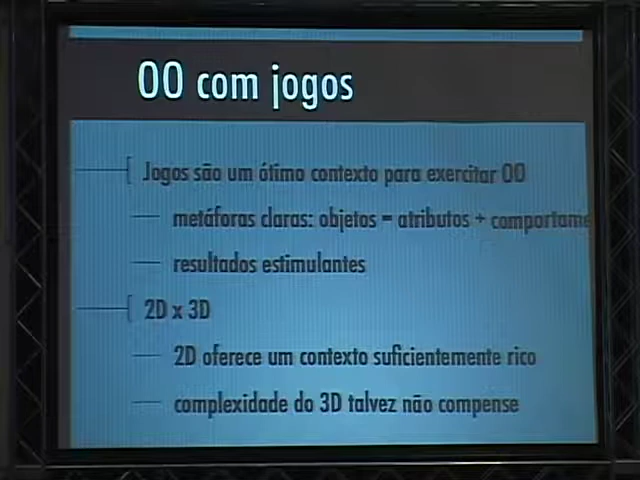 OO com jogos
Jogos são um ótimo contexto para exercitar OO
metáforas claras: objetos = atributos + comportame
resultados estimulantes
2D x 3D
2D oferece um contexto suficientemente rico
complexidade do 3D talvez não compense